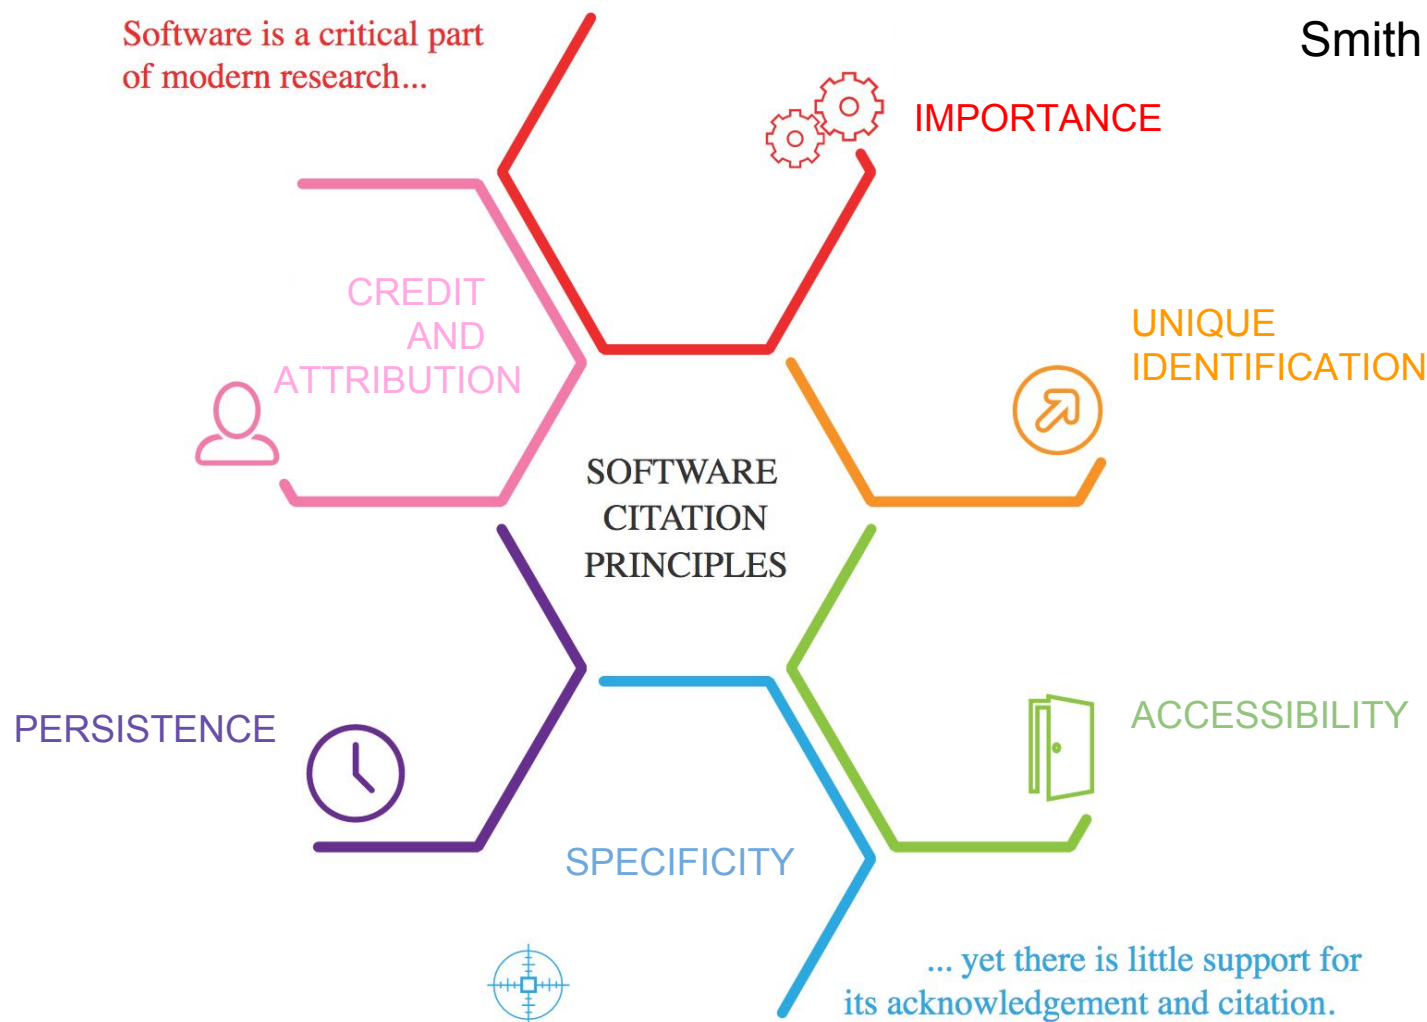 Software is a critical part
of modern research...
Smith
IMPORTANCE
CREDIT
AND
ATTRIBUTION
UNIQUE
IDENTIFICATION
SOFTWARE
CITATION
PRINCIPLES
PERSISTENCE
ACCESSIBILITY
SPECIFICITY
... yet there is little support for
its acknowledgement and citation.